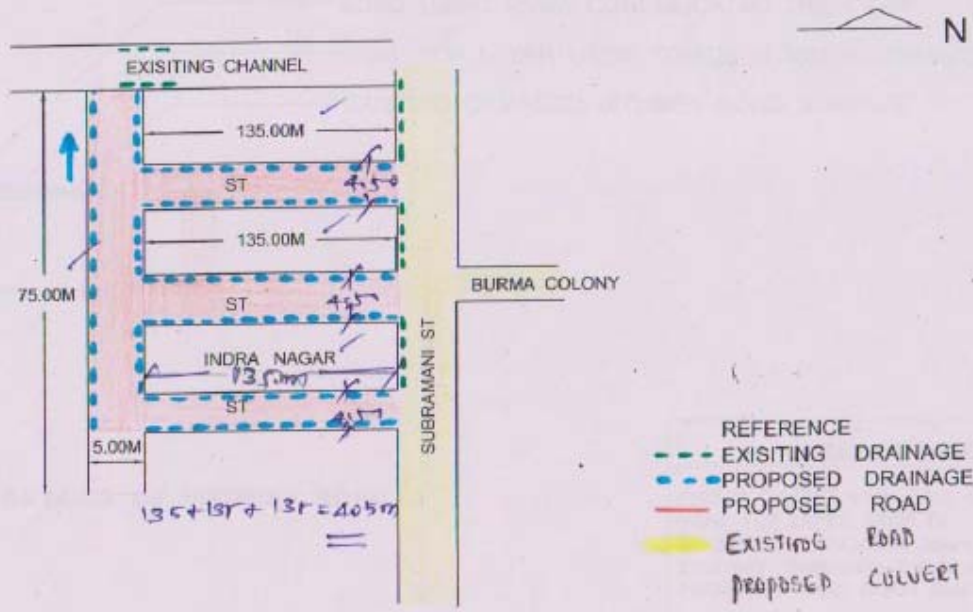 N
EXISITING CHANNEL
135.00M
ST
4.50
135.00M
75.00M
ST
4.50
BURMA COLONY
SUBRAMANI ST
INDRA NAGAR
135m
ST
4.50
5.00M
135+135+135=405m
REFERENCE
EXISITING DRAINAGE
PROPOSED DRAINAGE
PROPOSED ROAD
EXISTING ROAD
PROPOSED CULVERT